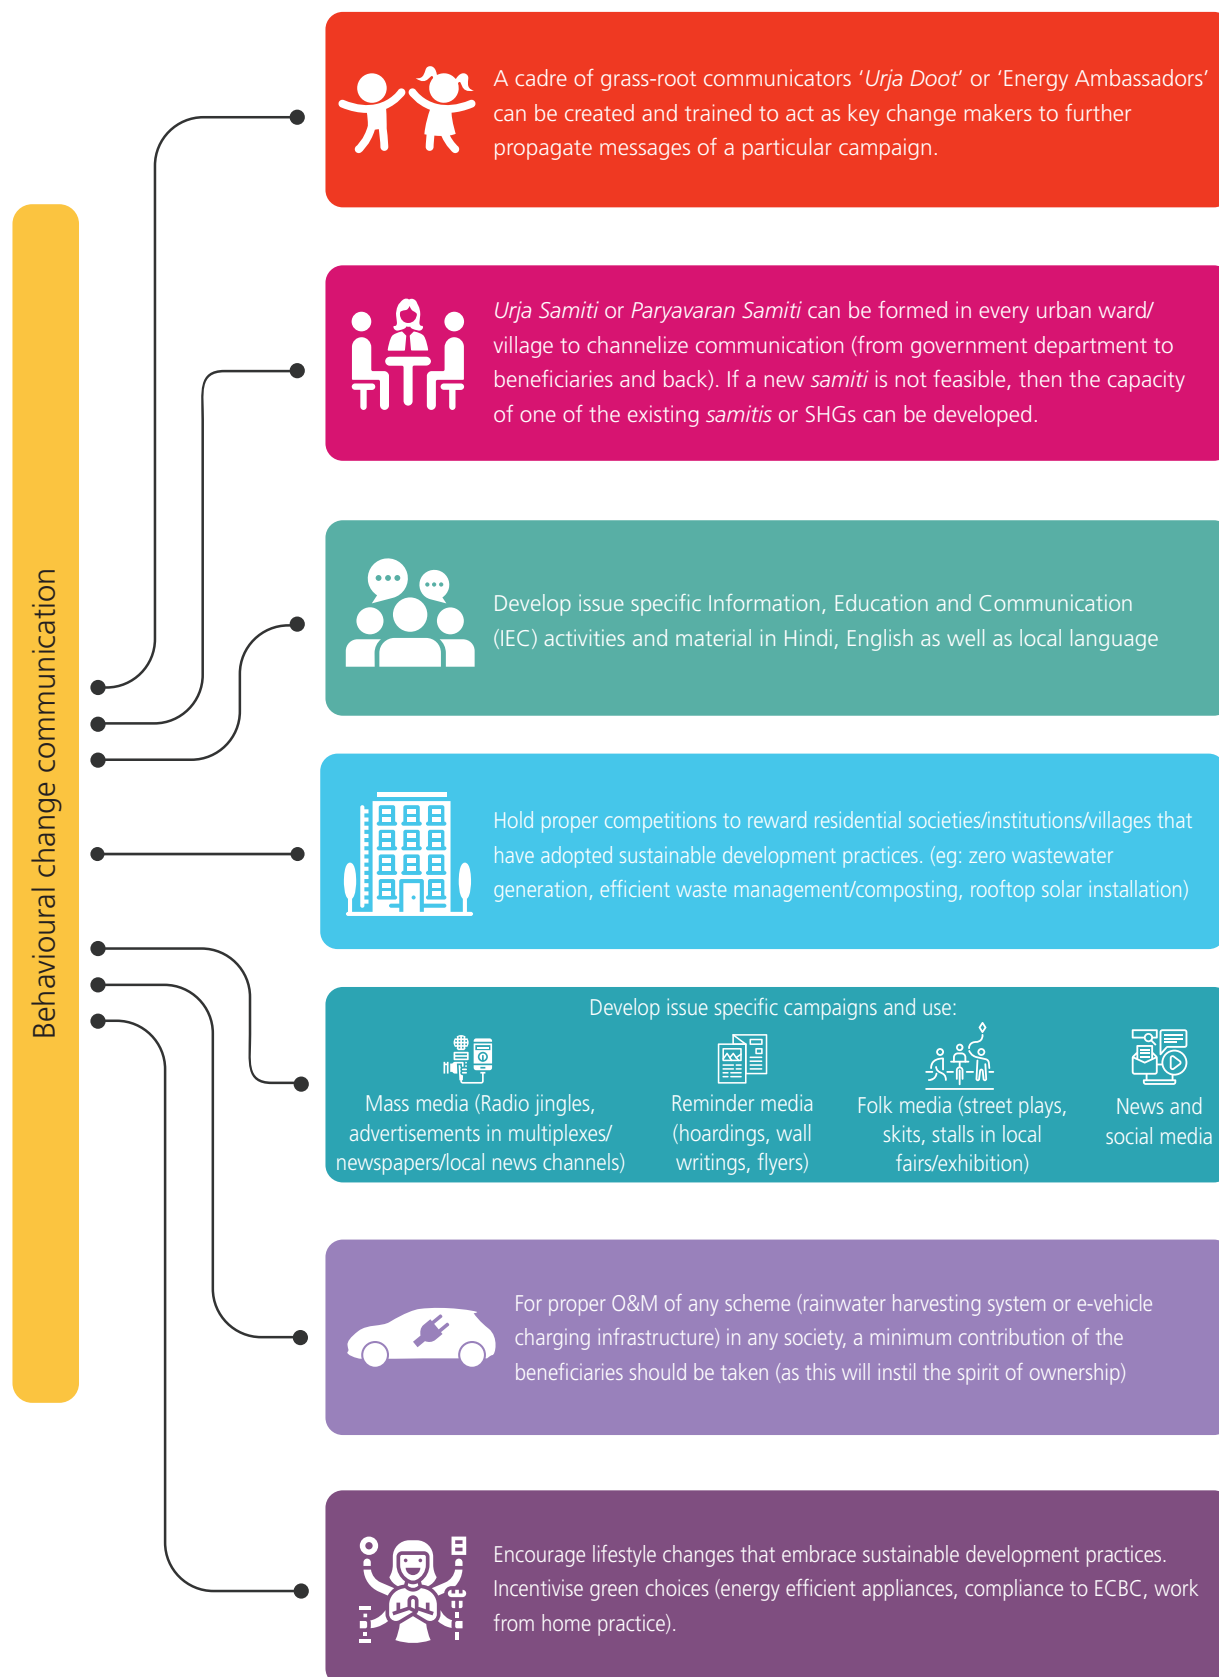 Behavioural change communication
A cadre of grass-root communicators ‘Urja Doot’ or ’Energy Ambassadors’
can be created and trained to act as key change makers to further
propagate messages of a particular campaign.
Urja Samiti or Paryavaran Samiti can be formed in every urban ward/
village to channelize communication (from government department to
beneficiaries and back). If a new samiti is not feasible, then the capacity
of one of the existing samitis or SHGs can be developed.
Develop issue specific Information, Education and Communication
(IEC) activities and material in Hindi, English as well as local language
Hold proper competitions to reward residential societies/institutions/villages that
have adopted sustainable development practices. (eg: zero wastewater
generation, efficient waste management/composting, rooftop solar installation)
Develop issue specific campaigns and use:
Mass media (Radio jingles,
advertisements in multiplexes/
newspapers/local news channels)
Reminder media
(hoardings, wall
writings, flyers)
Folk media (street plays,
skits, stalls in local
fairs/exhibition)
News and
social media
For proper O&M of any scheme (rainwater harvesting system or e-vehicle
charging infrastructure) in any society, a minimum contribution of the
beneficiaries should be taken (as this will instil the spirit of ownership)
Encourage lifestyle changes that embrace sustainable development practices.
Incentivise green choices (energy efficient appliances, compliance to ECBC, work
from home practice).